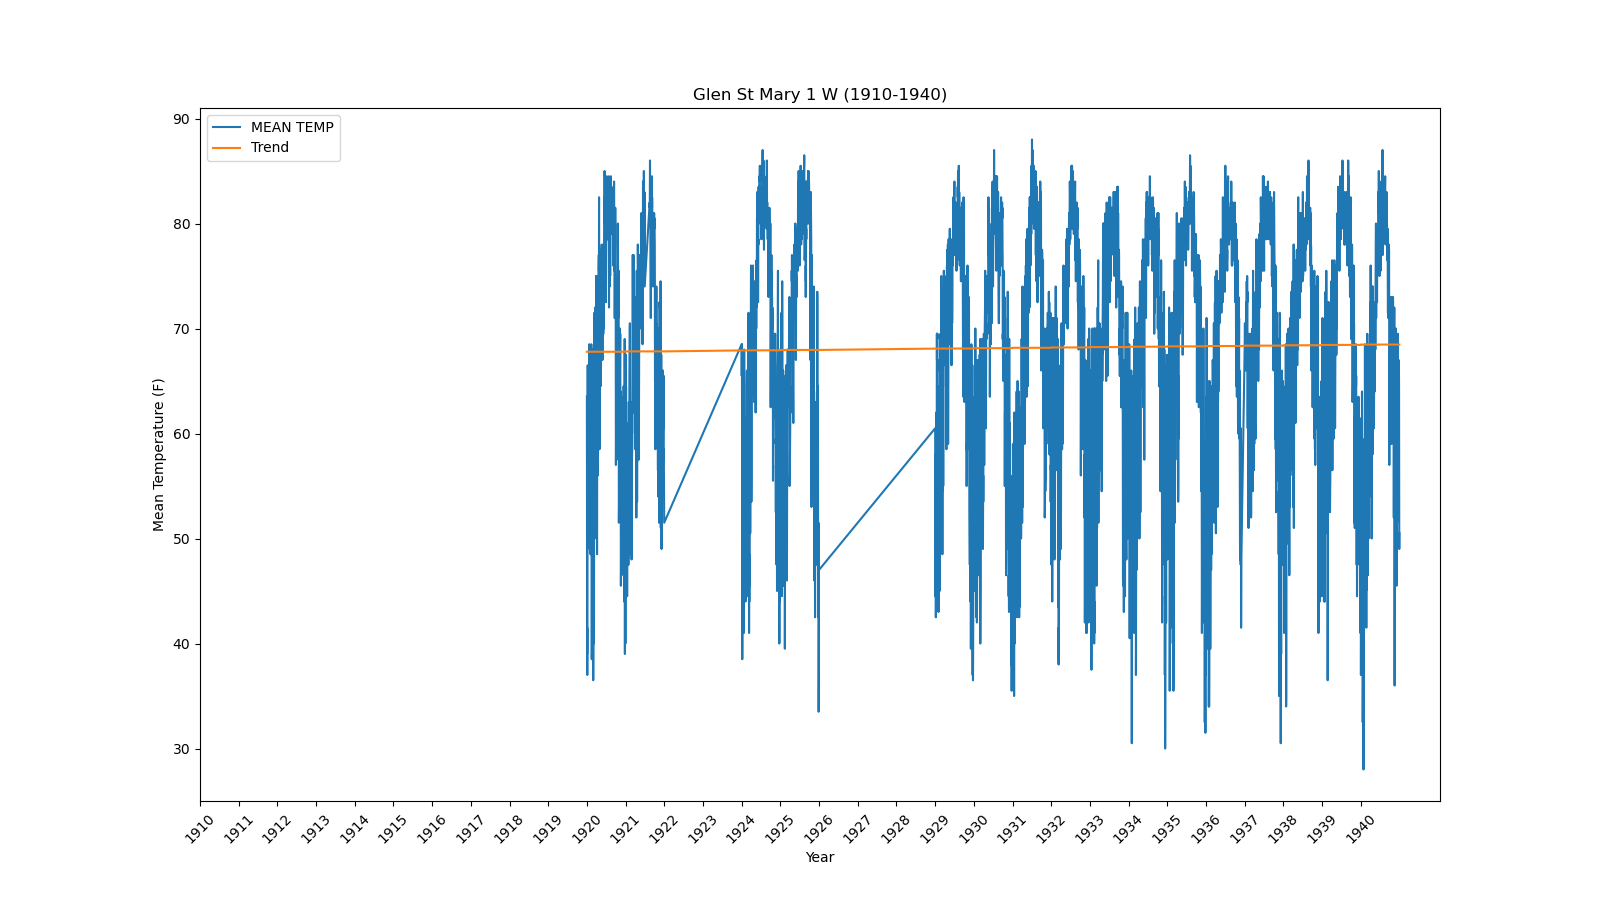 Glen St Mary 1 W (1910-1940)
MEAN TEMP
Trend
Mean Temperature (F)
90
80
70
60
50
40
30
1910 1911 1912 1913 1914 1915 1916 1917 1918 1919 1920 1921 1922 1923 1924 1925 1926 1927 1928 1929 1930 1931 1932 1933 1934 1935 1936 1937 1938 1939 1940
Year